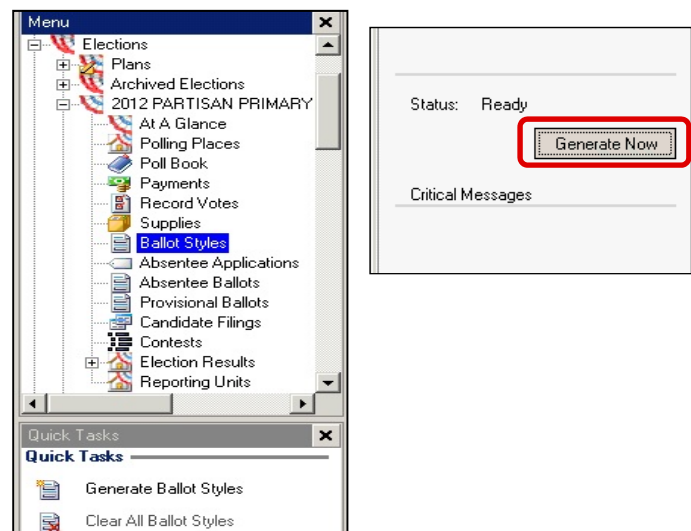 Menu
Elections
Plans
Archived Elections
2012 PARTISAN PRIMARY
At A Glance
Polling Places
Poll Book
Payments
Record Votes
Supplies
Ballot Styles
Absentee Applications
Absentee Ballots
Provisional Ballots
Candidate Filings
Contests
Election Results
Reporting Units
Quick Tasks
Quick Tasks
Generate Ballot Styles
Clear All Ballot Styles
Status: Ready
Generate Now
Critical Messages